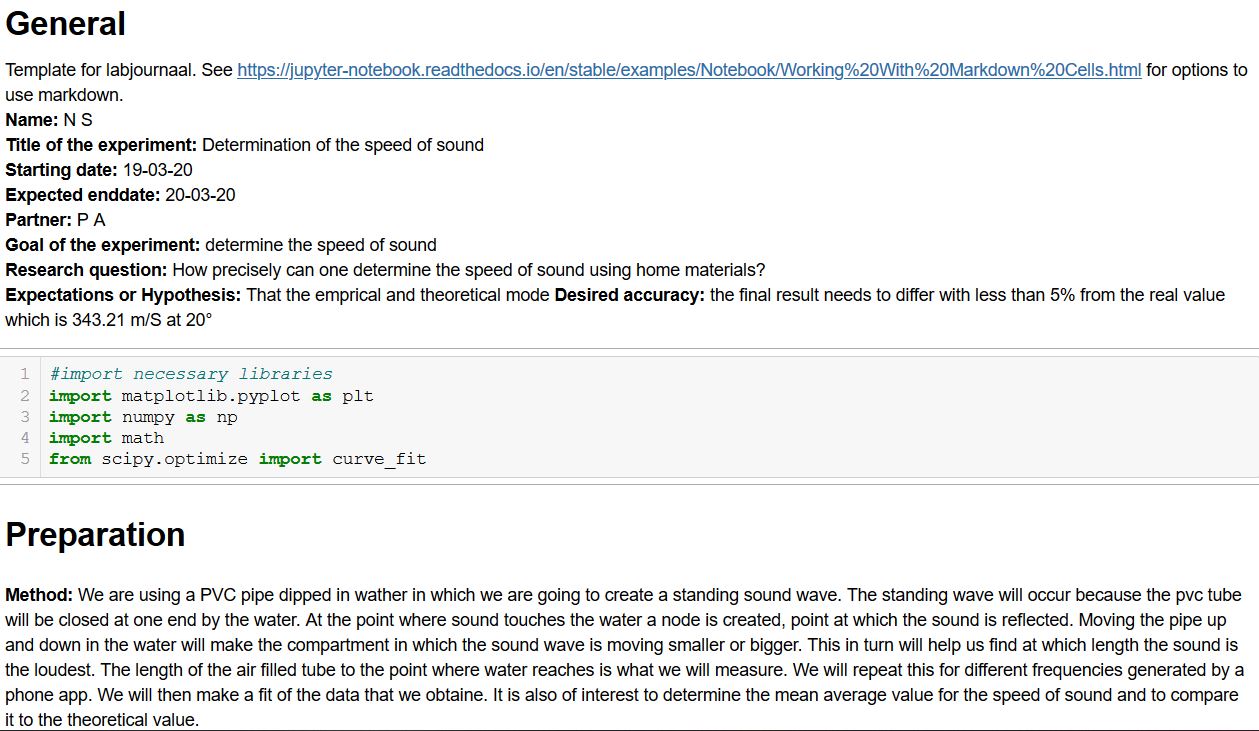 General
Template for labjournaal. See https://jupyter-notebook.readthedocs.io/en/stable/examples/Notebook/Working%20With%20Markdown%20Cells.html for options to
use markdown.
Name: N S
Title of the experiment: Determination of the speed of sound
Starting date: 19-03-20
Expected enddate: 20-03-20
Partner: P A
Goal of the experiment: determine the speed of sound
Research question: How precisely can one determine the speed of sound using home materials?
Expectations or Hypothesis: That the emprical and theoretical mode Desired accuracy: the final result needs to differ with less than 5% from the real value
which is 343.21 m/S at 20°
1 #import necessary libraries
2 import matplotlib.pyplot as plt
3 import numpy as np
4 import math
5 from scipy.optimize import curve_fit
Preparation
Method: We are using a PVC pipe dipped in wather in which we are going to create a standing sound wave. The standing wave will occur because the pvc tube
will be closed at one end by the water. At the point where sound touches the water a node is created, point at which the sound is reflected. Moving the pipe up
and down in the water will make the compartment in which the sound wave is moving smaller or bigger. This in turn will help us find at which length the sound is
the loudest. The length of the air filled tube to the point where water reaches is what we will measure. We will repeat this for different frequencies generated by a
phone app. We will then make a fit of the data that we obtaine. It is also of interest to determine the mean average value for the speed of sound and to compare
it to the theoretical value.